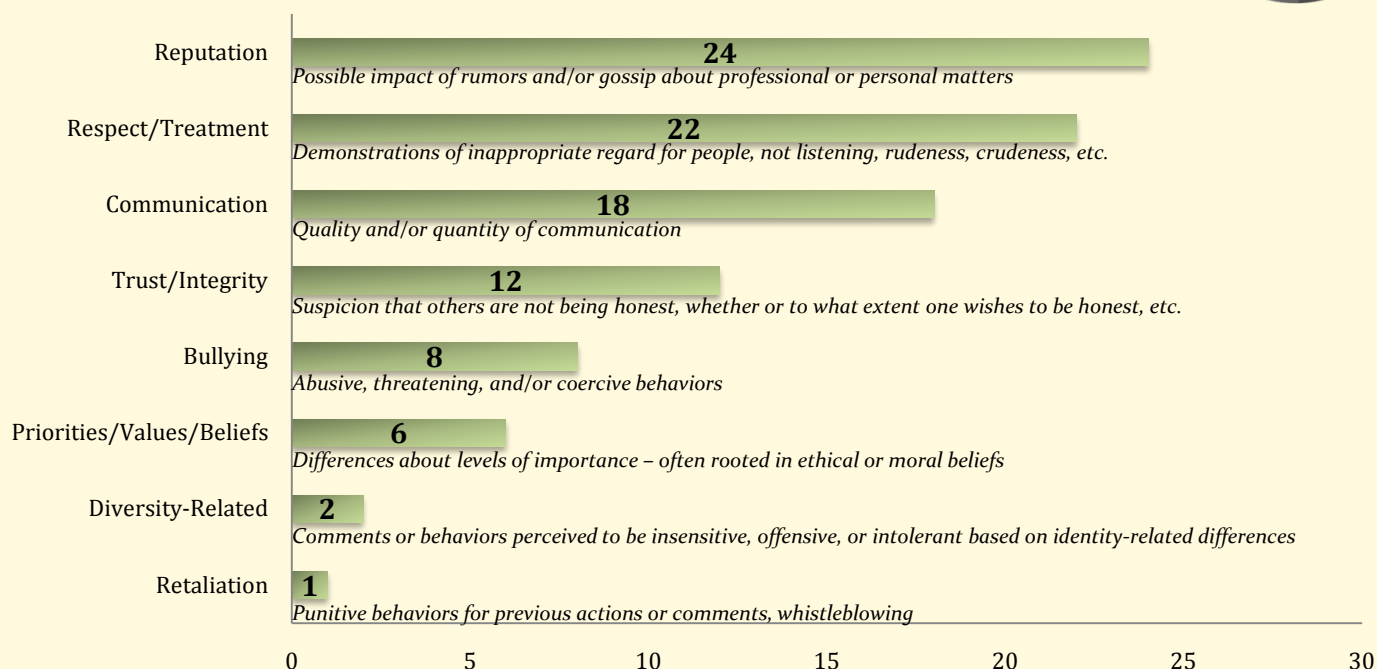 Reputation
24
Possible impact of rumors and/or gossip about professional or personal matters
Respect/Treatment
22
Demonstrations of inappropriate regard for people, not listening, rudeness, crudeness, etc.
Communication
18
Quality and/or quantity of communication
Trust/Integrity
12
Suspicion that others are not being honest, whether or to what extent one wishes to be honest, etc.
Bullying
8
Abusive, threatening, and/or coercive behaviors
Priorities/Values/Beliefs
6
Differences about levels of importance – often rooted in ethical or moral beliefs
Diversity-Related
2
Comments or behaviors perceived to be insensitive, offensive, or intolerant based on identity-related differences
Retaliation
1
Punitive behaviors for previous actions or comments, whistleblowing
0 5 10 15 20 25 30